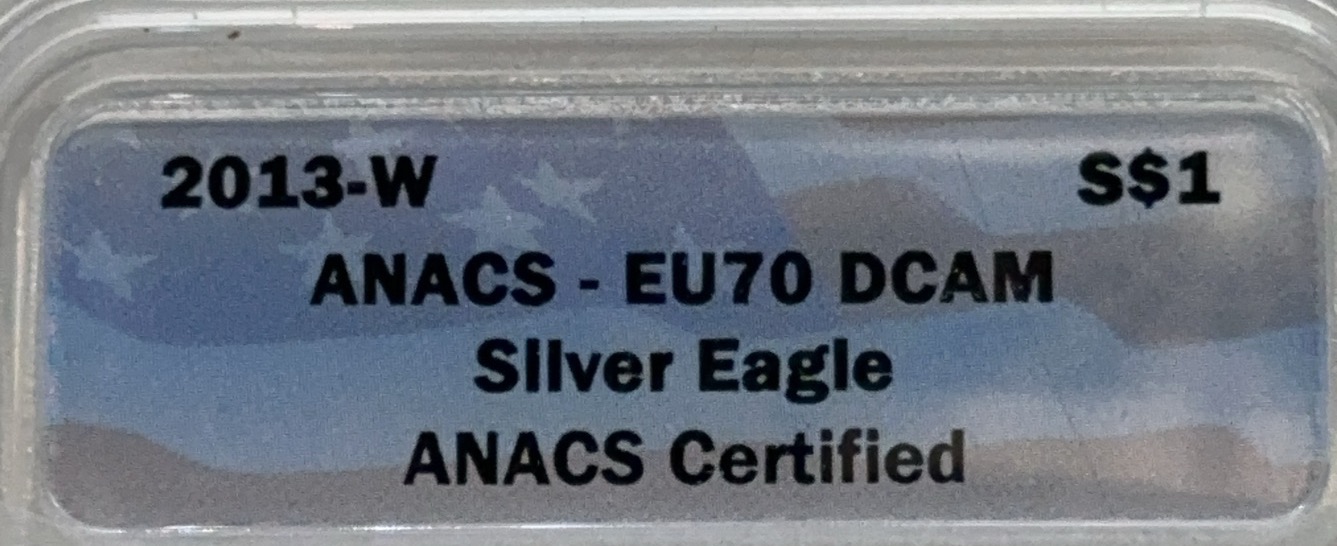 2013-W S$1
ANACS - EU70 DCAM
Silver Eagle
ANACS Certified